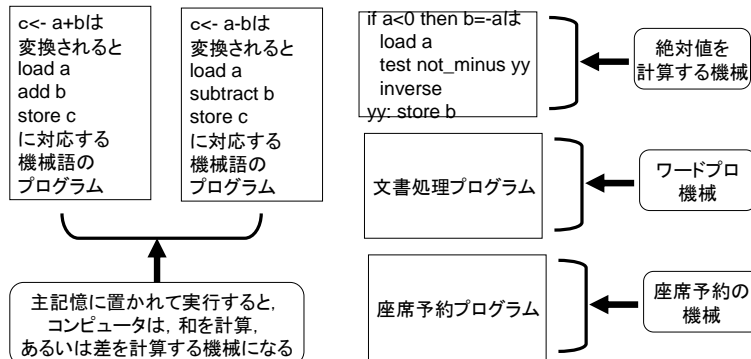 c<- a+bは
変換されると
load a
add b
store c
に対応する
機械語の
プログラム
c<- a-bは
変換されると
load a
subtract b
store c
に対応する
機械語の
プログラム
主記憶に置かれて実行すると,
コンピュータは, 和を計算,
あるいは差を計算する機械になる
if a<0 then b=-aは
load a
test not_minus yy
inverse
yy: store b
絶対値を
計算する機械
文書処理プログラム
ワードプロ
機械
座席予約プログラム
座席予約の
機械